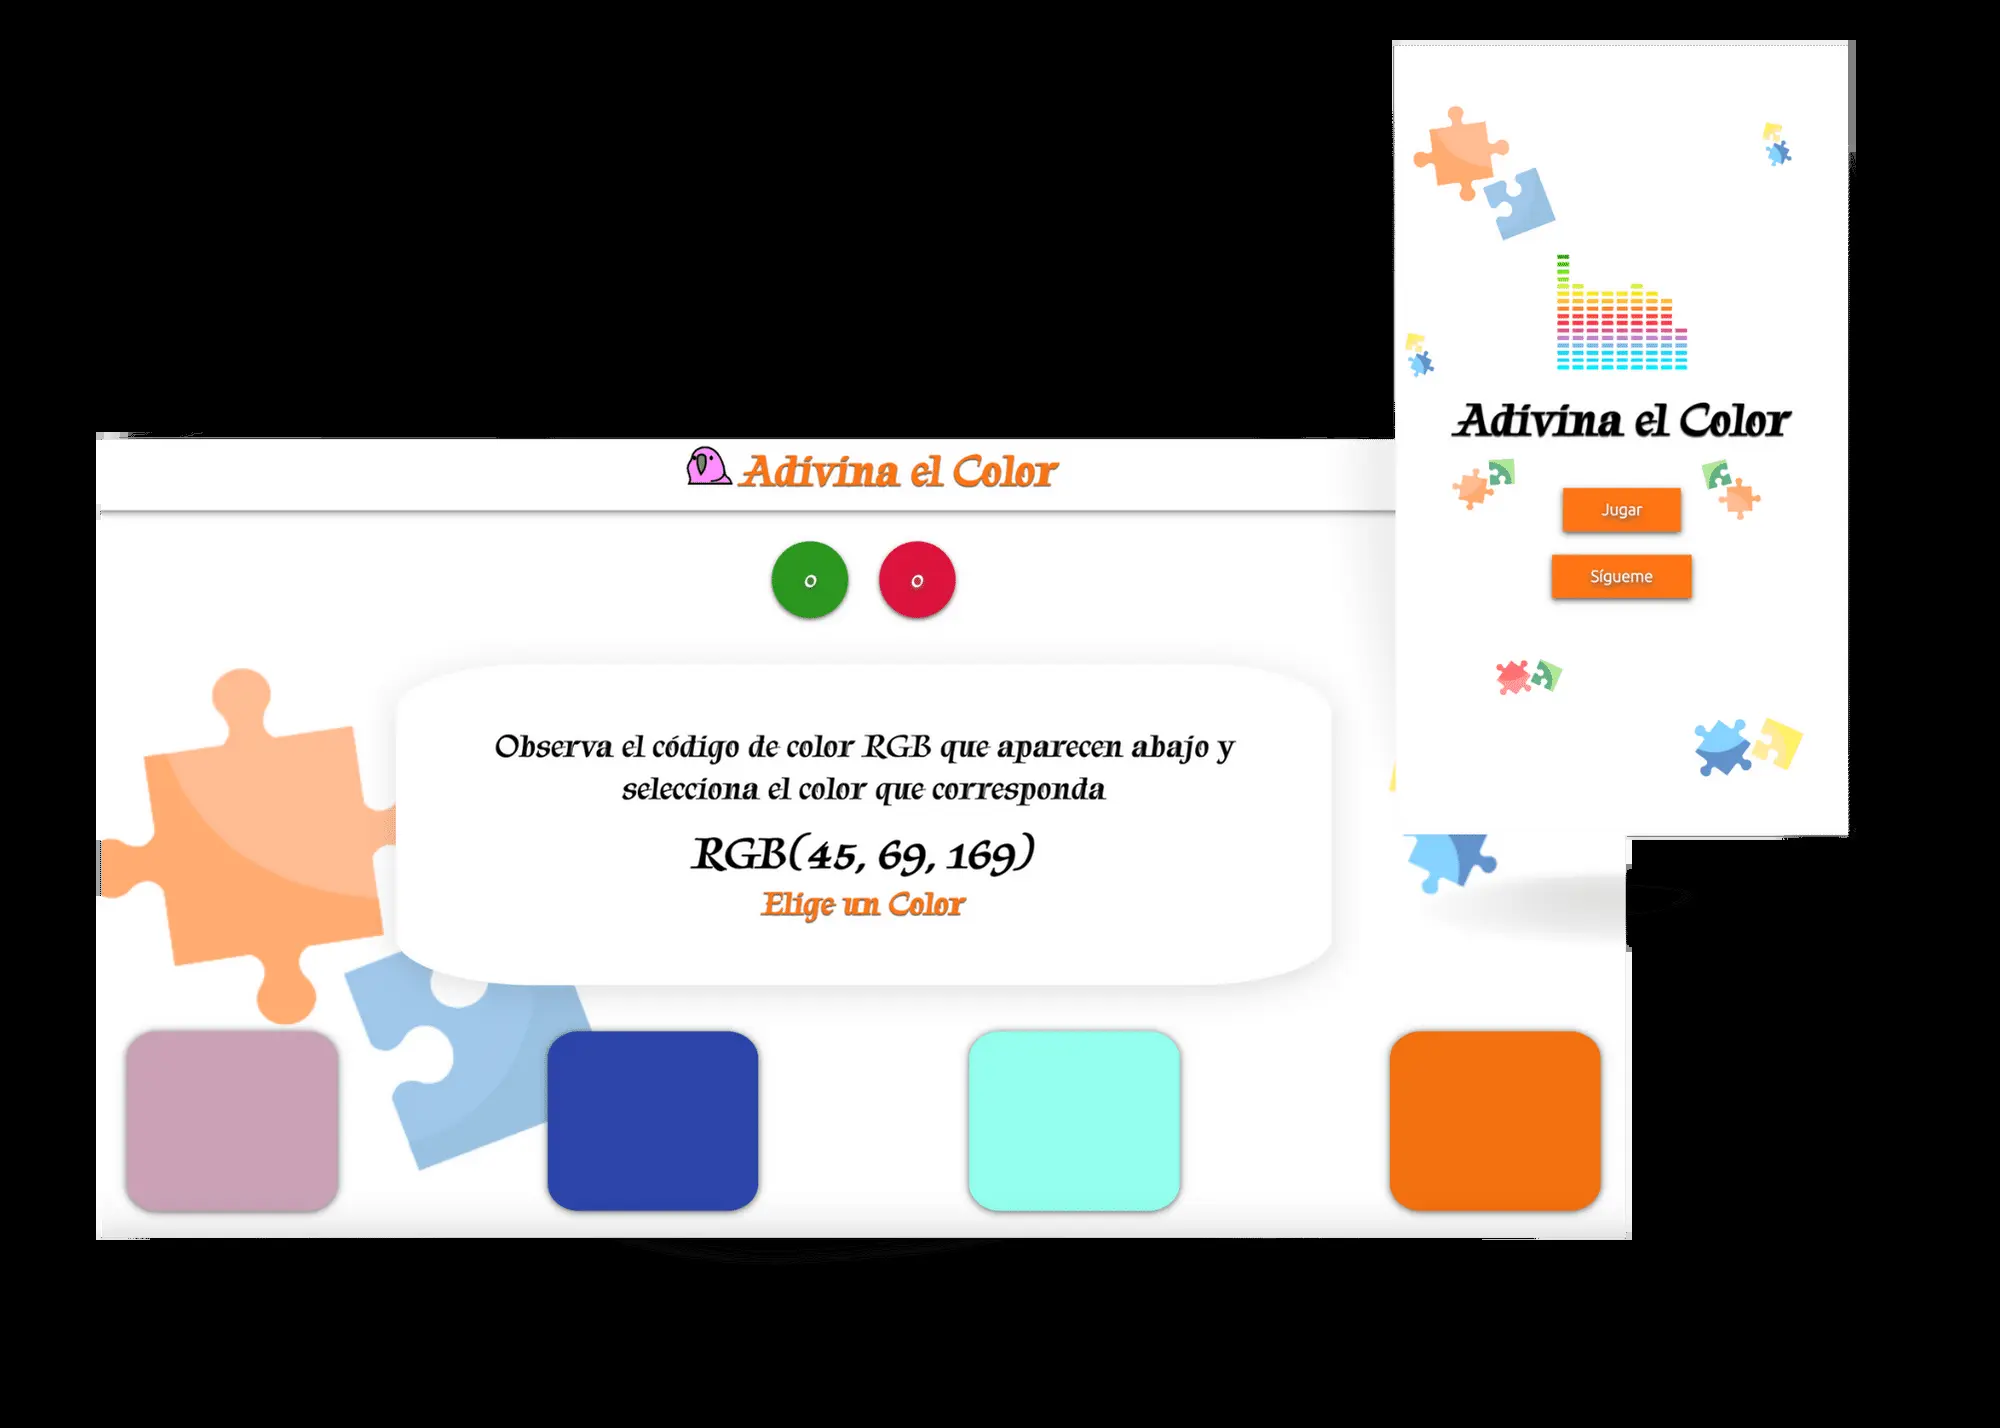 Adivina el Color
0 0
Observa el código de color RGB que aparecen abajo y
selecciona el color que corresponda
RGB(45, 69, 169)
Elige un Color
Adivina el Color
Jugar
Sígueme